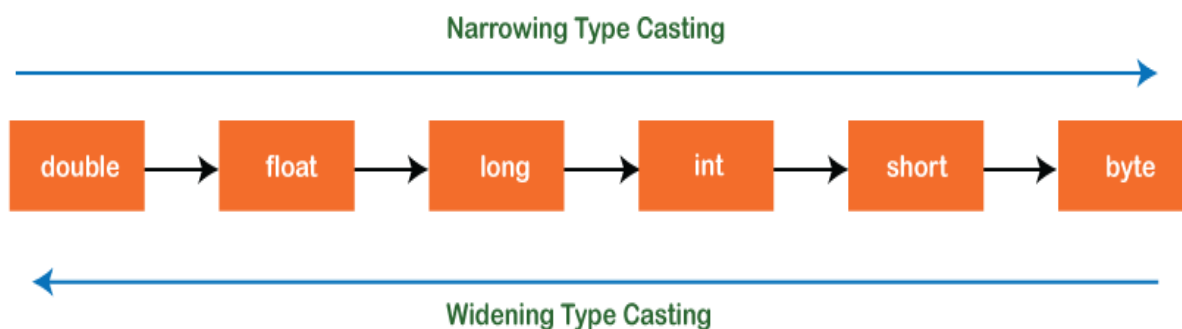 Narrowing Type Casting
double float long int short byte
Widening Type Casting